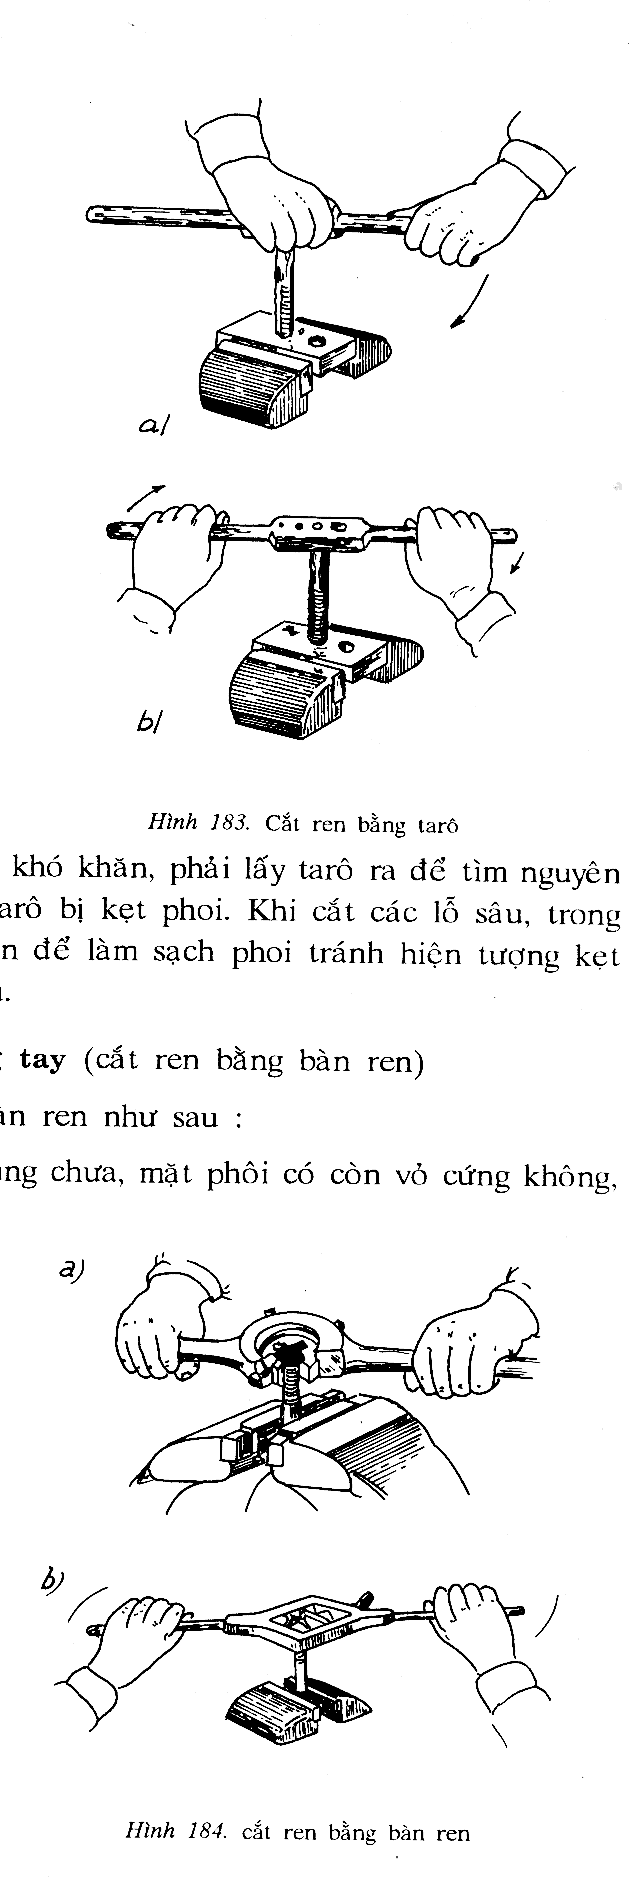 a/
b/
Hình 183. Cắt ren bằng tarô
khó khăn, phải lấy tarô ra để tìm nguyên
arô bị kẹt phoi. Khi cắt các lỗ sâu, trong
n để làm sạch phoi tránh hiện tượng kẹt
tay (cắt ren bằng bàn ren)
ren như sau :
chưa, mặt phôi có còn vỏ cứng không,
a)
b)
Hình 184. cắt ren bằng bàn ren